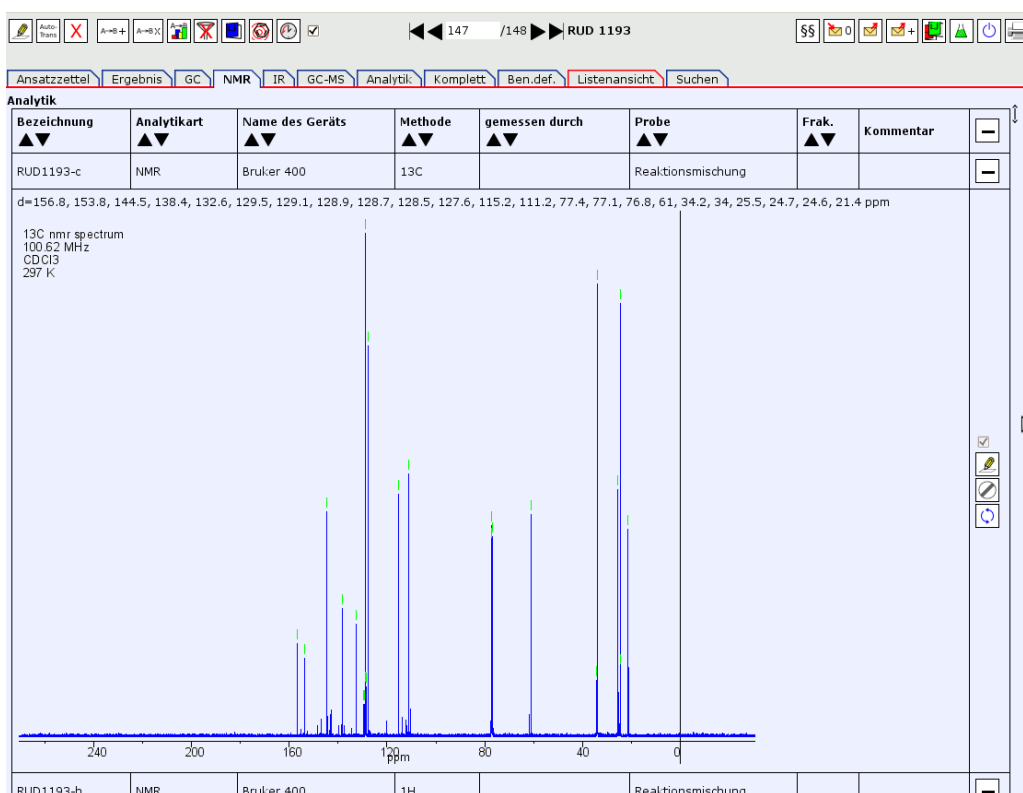 Auto-Trans A→B+ A→BX A→B 147 /148 RUD 1193 §§ 0 +
Ansatzzettel Ergebnis GC NMR IR GC-MS Analytik Komplett Ben.def. Listenansicht Suchen
Analytik
Bezeichnung Analytikart Name des Geräts Methode gemessen durch Probe Frak. Kommentar
RUD1193-c NMR Bruker 400 13C Reaktionsmischung
d=156.8, 153.8, 144.5, 138.4, 132.6, 129.5, 129.1, 128.9, 128.7, 128.5, 127.6, 115.2, 111.2, 77.4, 77.1, 76.8, 61, 34.2, 34, 25.5, 24.7, 24.6, 21.4 ppm
13C nmr spectrum
100.62 MHz
CDCl3
297 K
240 200 160 120 80 40 0
ppm
RUD1193-b NMR Bruker 400 1H Reaktionsmischung